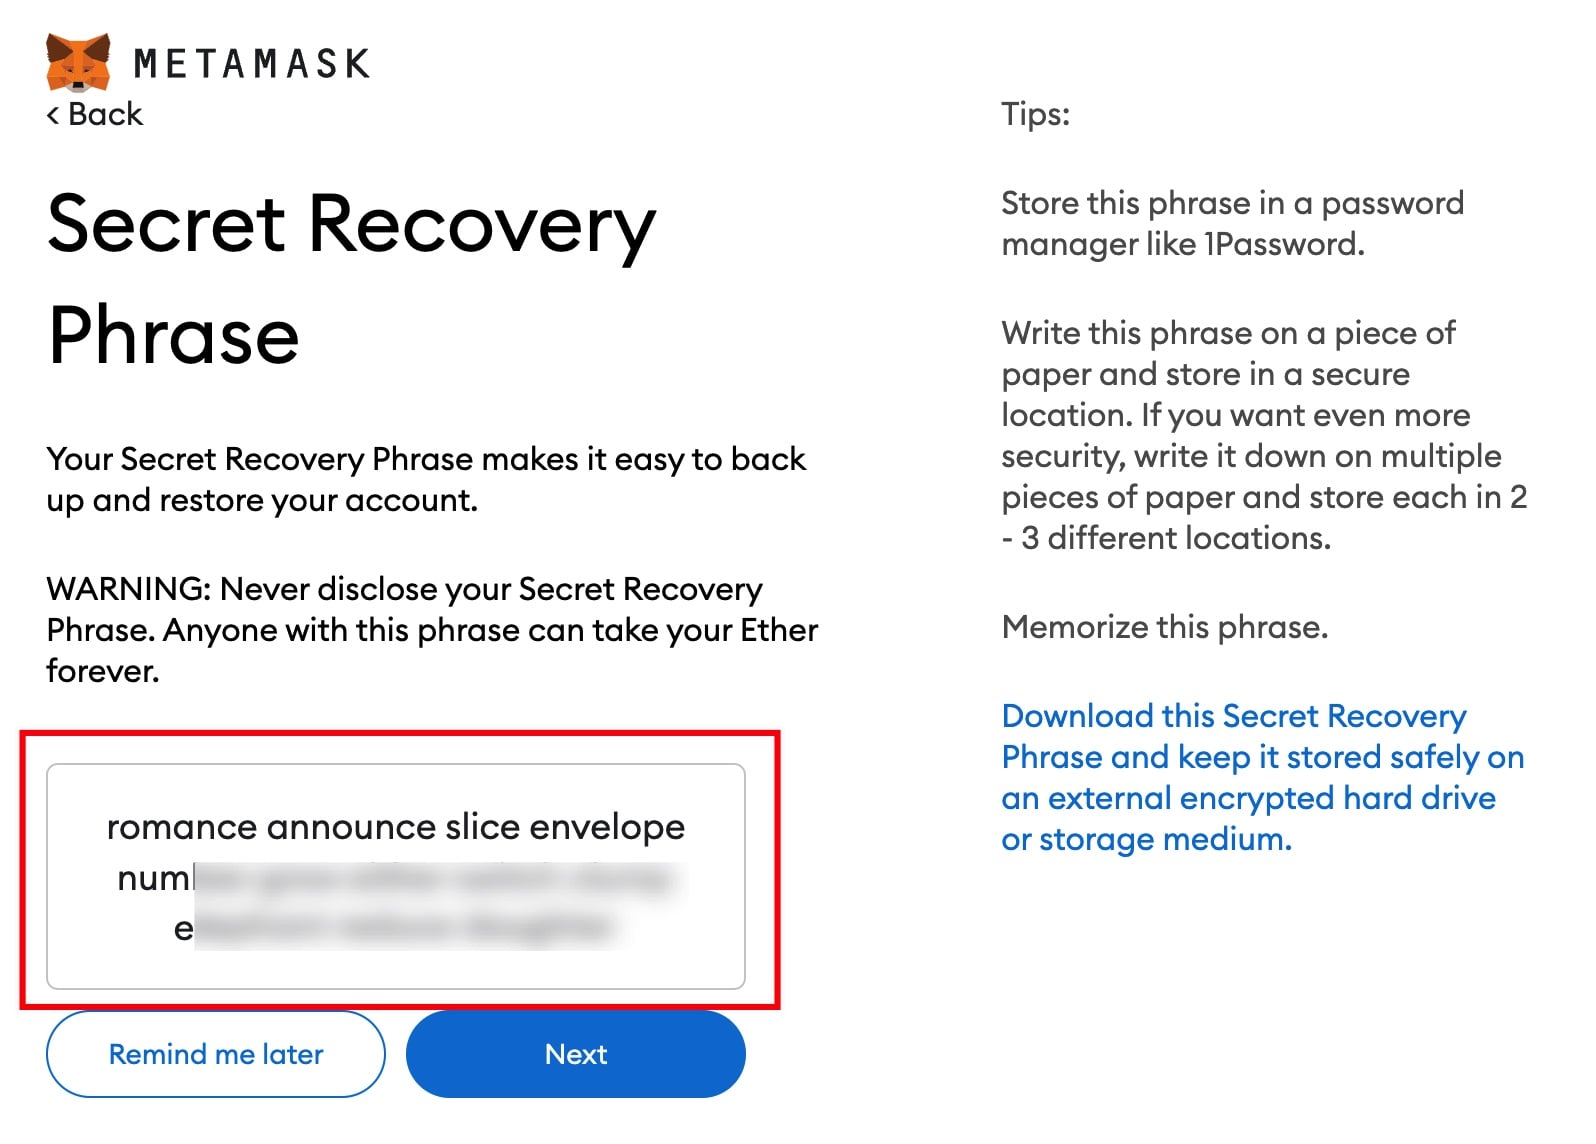 METAMASK
< Back
Secret Recovery
Phrase
Your Secret Recovery Phrase makes it easy to back
up and restore your account.
WARNING: Never disclose your Secret Recovery
Phrase. Anyone with this phrase can take your Ether
forever.
romance announce slice envelope
Remind me later
Next
Tips:
Store this phrase in a password
manager like 1Password.
Write this phrase on a piece of
paper and store in a secure
location. If you want even more
security, write it down on multiple
pieces of paper and store each in 2
- 3 different locations.
Memorize this phrase.
Download this Secret Recovery
Phrase and keep it stored safely on
an external encrypted hard drive
or storage medium.